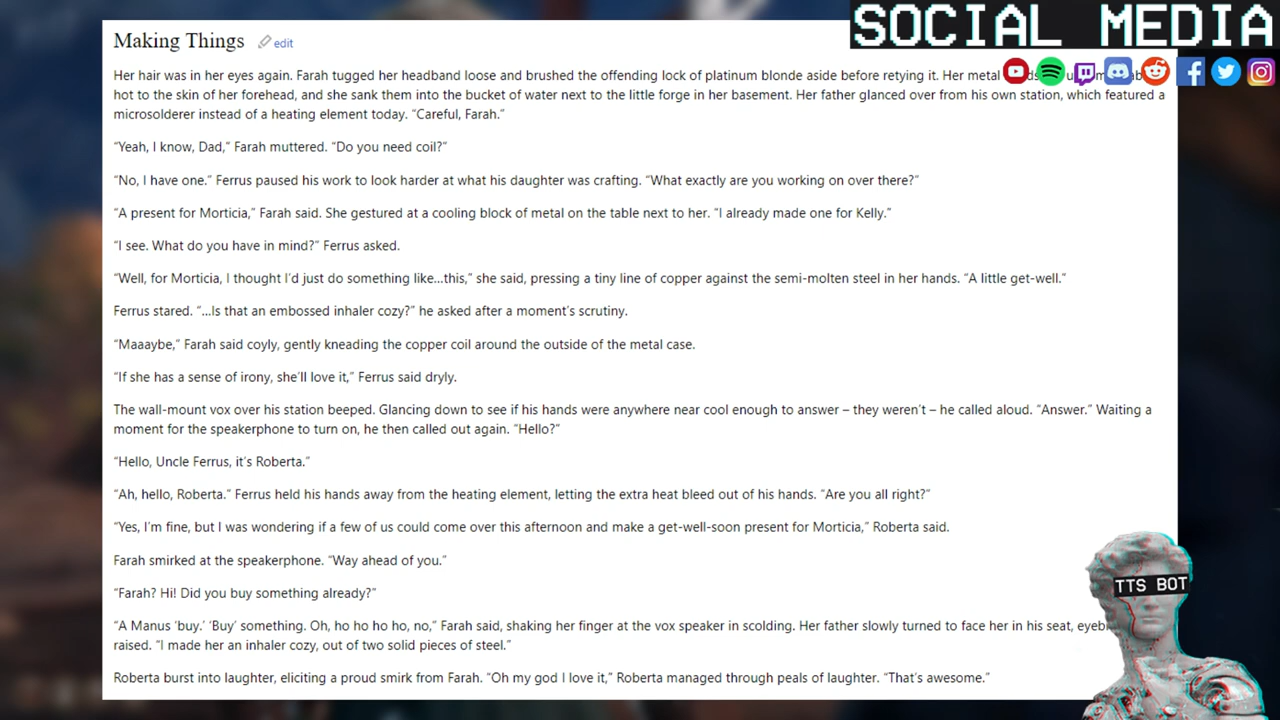 SOCIAL MEDIA
Making Things edit
Her hair was in her eyes again. Farah tugged her headband loose and brushed the offending lock of platinum blonde aside before retying it. Her metal
hot to the skin of her forehead, and she sank them into the bucket of water next to the little forge in her basement. Her father glanced over from his own station, which featured a
microsolderer instead of a heating element today. “Careful, Farah.”
“Yeah, I know, Dad,” Farah muttered. “Do you need coil?”
“No, I have one.” Ferrus paused his work to look harder at what his daughter was crafting. “What exactly are you working on over there?”
“A present for Morticia,” Farah said. She gestured at a cooling block of metal on the table next to her. “I already made one for Kelly.”
“I see. What do you have in mind?” Ferrus asked.
“Well, for Morticia, I thought I’d just do something like…this,” she said, pressing a tiny line of copper against the semi-molten steel in her hands. “A little get-well.”
Ferrus stared. “…Is that an embossed inhaler cozy?” he asked after a moment’s scrutiny.
“Maaaybe,” Farah said coyly, gently kneading the copper coil around the outside of the metal case.
“If she has a sense of irony, she’ll love it,” Ferrus said dryly.
The wall-mount vox over his station beeped. Glancing down to see if his hands were anywhere near cool enough to answer – they weren’t – he called aloud. “Answer.” Waiting a
moment for the speakerphone to turn on, he then called out again. “Hello?”
“Hello, Uncle Ferrus, it’s Roberta.”
“Ah, hello, Roberta.” Ferrus held his hands away from the heating element, letting the extra heat bleed out of his hands. “Are you all right?”
“Yes, I’m fine, but I was wondering if a few of us could come over this afternoon and make a get-well-soon present for Morticia,” Roberta said.
Farah smirked at the speakerphone. “Way ahead of you.”
“Farah? Hi! Did you buy something already?”
“A Manus ‘buy.’ ‘Buy’ something. Oh, ho ho ho ho, no,” Farah said, shaking her finger at the vox speaker in scolding. Her father slowly turned to face her in his seat,
raised. “I made her an inhaler cozy, out of two solid pieces of steel.”
Roberta burst into laughter, eliciting a proud smirk from Farah. “Oh my god I love it,” Roberta managed through peals of laughter. “That’s awesome.”
TTS BOT